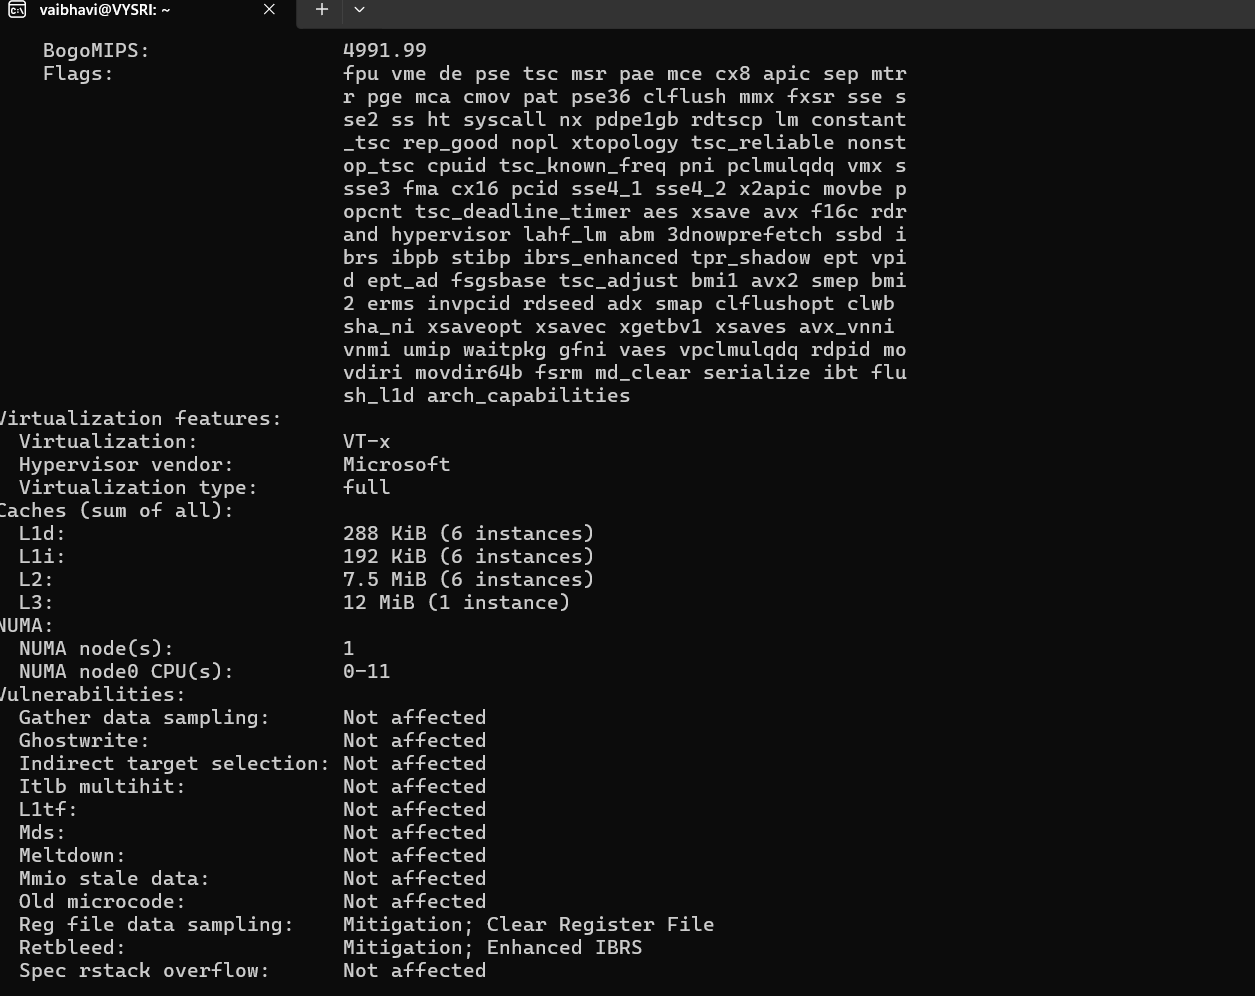 vaibhavi@VYSRI: ~
BogoMIPS: 4991.99
Flags: fpu vme de pse tsc msr pae mce cx8 apic sep mtr
r pge mca cmov pat pse36 clflush mmx fxsr sse s
se2 ss ht syscall nx pdpe1gb rdtscp lm constant
_tsc rep_good nopl xtopology tsc_reliable nonst
op_tsc cpuid tsc_known_freq pni pclmulqdq vmx s
sse3 fma cx16 pcid sse4_1 sse4_2 x2apic movbe p
opcnt tsc_deadline_timer aes xsave avx f16c rdr
and hypervisor lahf_lm abm 3dnowprefetch ssbd i
brs ibpb stibp ibrs_enhanced tpr_shadow ept vpi
d ept_ad fsgsbase tsc_adjust bmi1 avx2 smep bmi
2 erms invpcid rdseed adx smap clflushopt clwb
sha_ni xsaveopt xsavec xgetbv1 xsaves avx_vnni
vnmi umip waitpkg gfni vaes vpclmulqdq rdpid mo
vdiri movdir64b fsrm md_clear serialize ibt flu
sh_l1d arch_capabilities
Virtualization features:
Virtualization: VT-x
Hypervisor vendor: Microsoft
Virtualization type: full
Caches (sum of all):
L1d: 288 KiB (6 instances)
L1i: 192 KiB (6 instances)
L2: 7.5 MiB (6 instances)
L3: 12 MiB (1 instance)
NUMA:
NUMA node(s): 1
NUMA node0 CPU(s): 0-11
Vulnerabilities:
Gather data sampling: Not affected
Ghostwrite: Not affected
Indirect target selection: Not affected
Itlb multihit: Not affected
L1tf: Not affected
Mds: Not affected
Meltdown: Not affected
Mmio stale data: Not affected
Old microcode: Not affected
Reg file data sampling: Mitigation; Clear Register File
Retbleed: Mitigation; Enhanced IBRS
Spec rstack overflow: Not affected